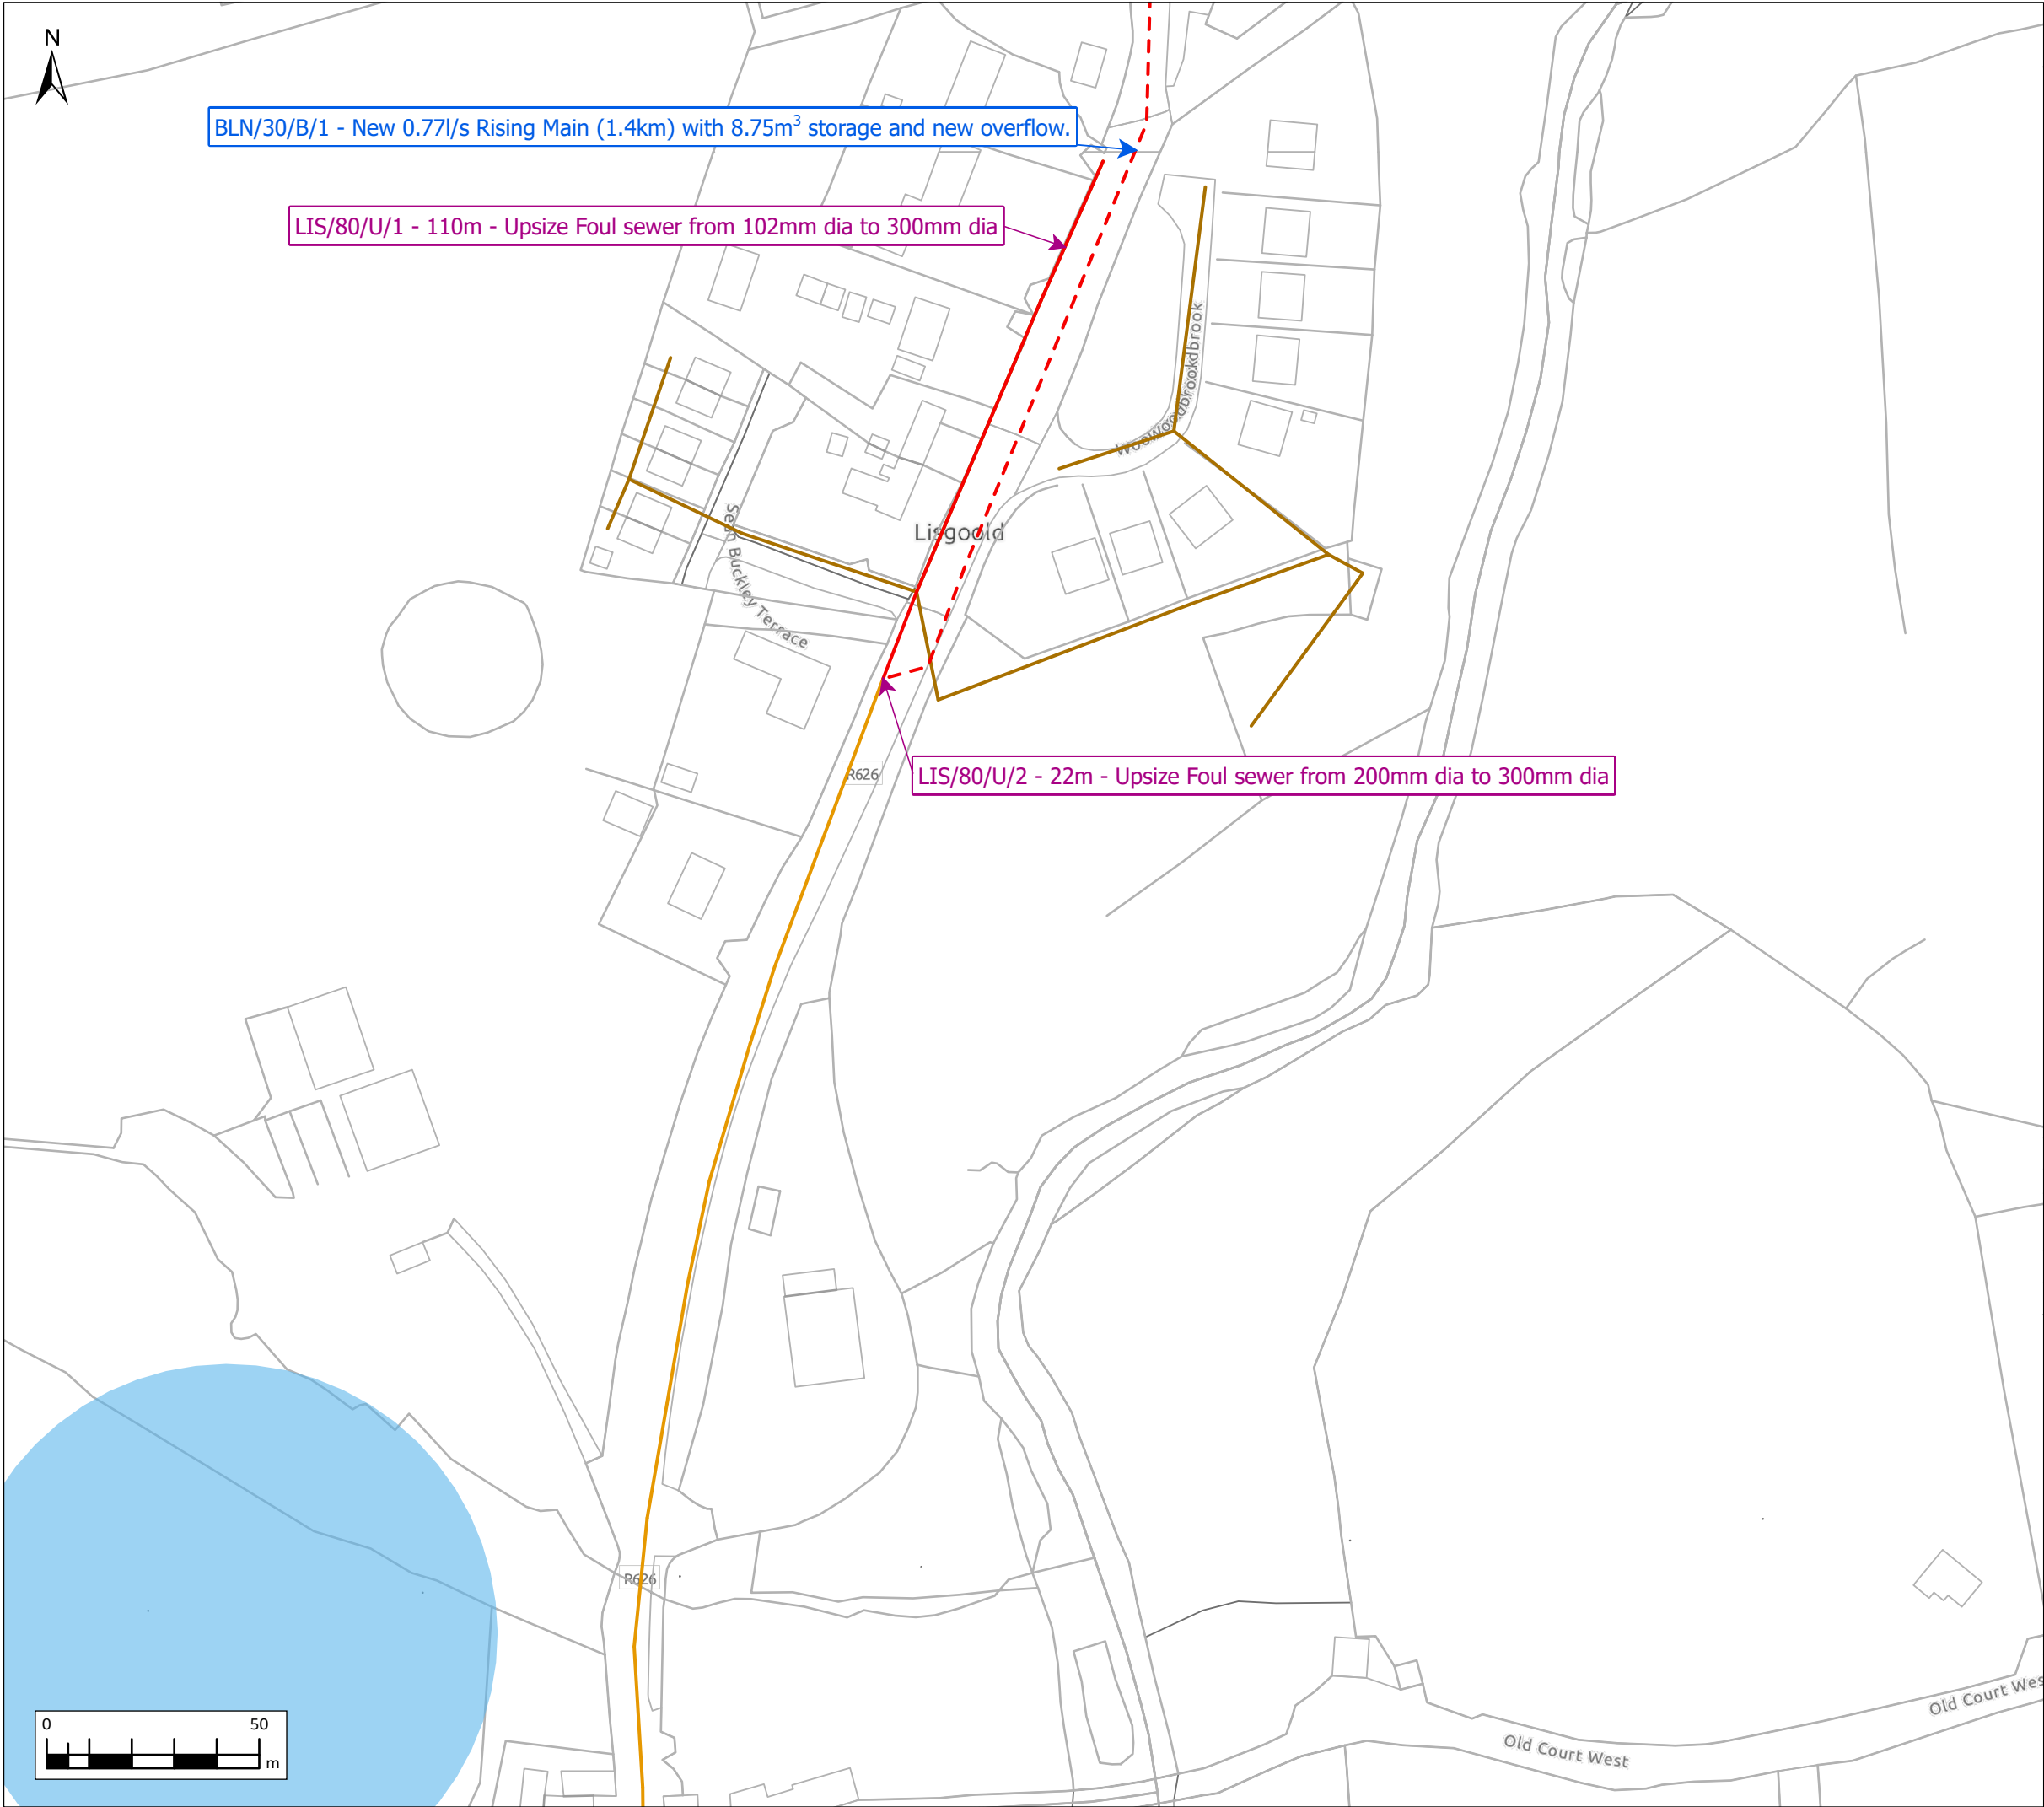 N
BLN/30/B/1 - New 0.77l/s Rising Main (1.4km) with 8.75m³ storage and new overflow.
LIS/80/U/1 - 110m - Upsize Foul sewer from 102mm dia to 300mm dia
Lisgoold
Sean Buckley Terrace
R626
LIS/80/U/2 - 22m - Upsize Foul sewer from 200mm dia to 300mm dia
R626
Old Court Wes
Old Court West
0 50
m